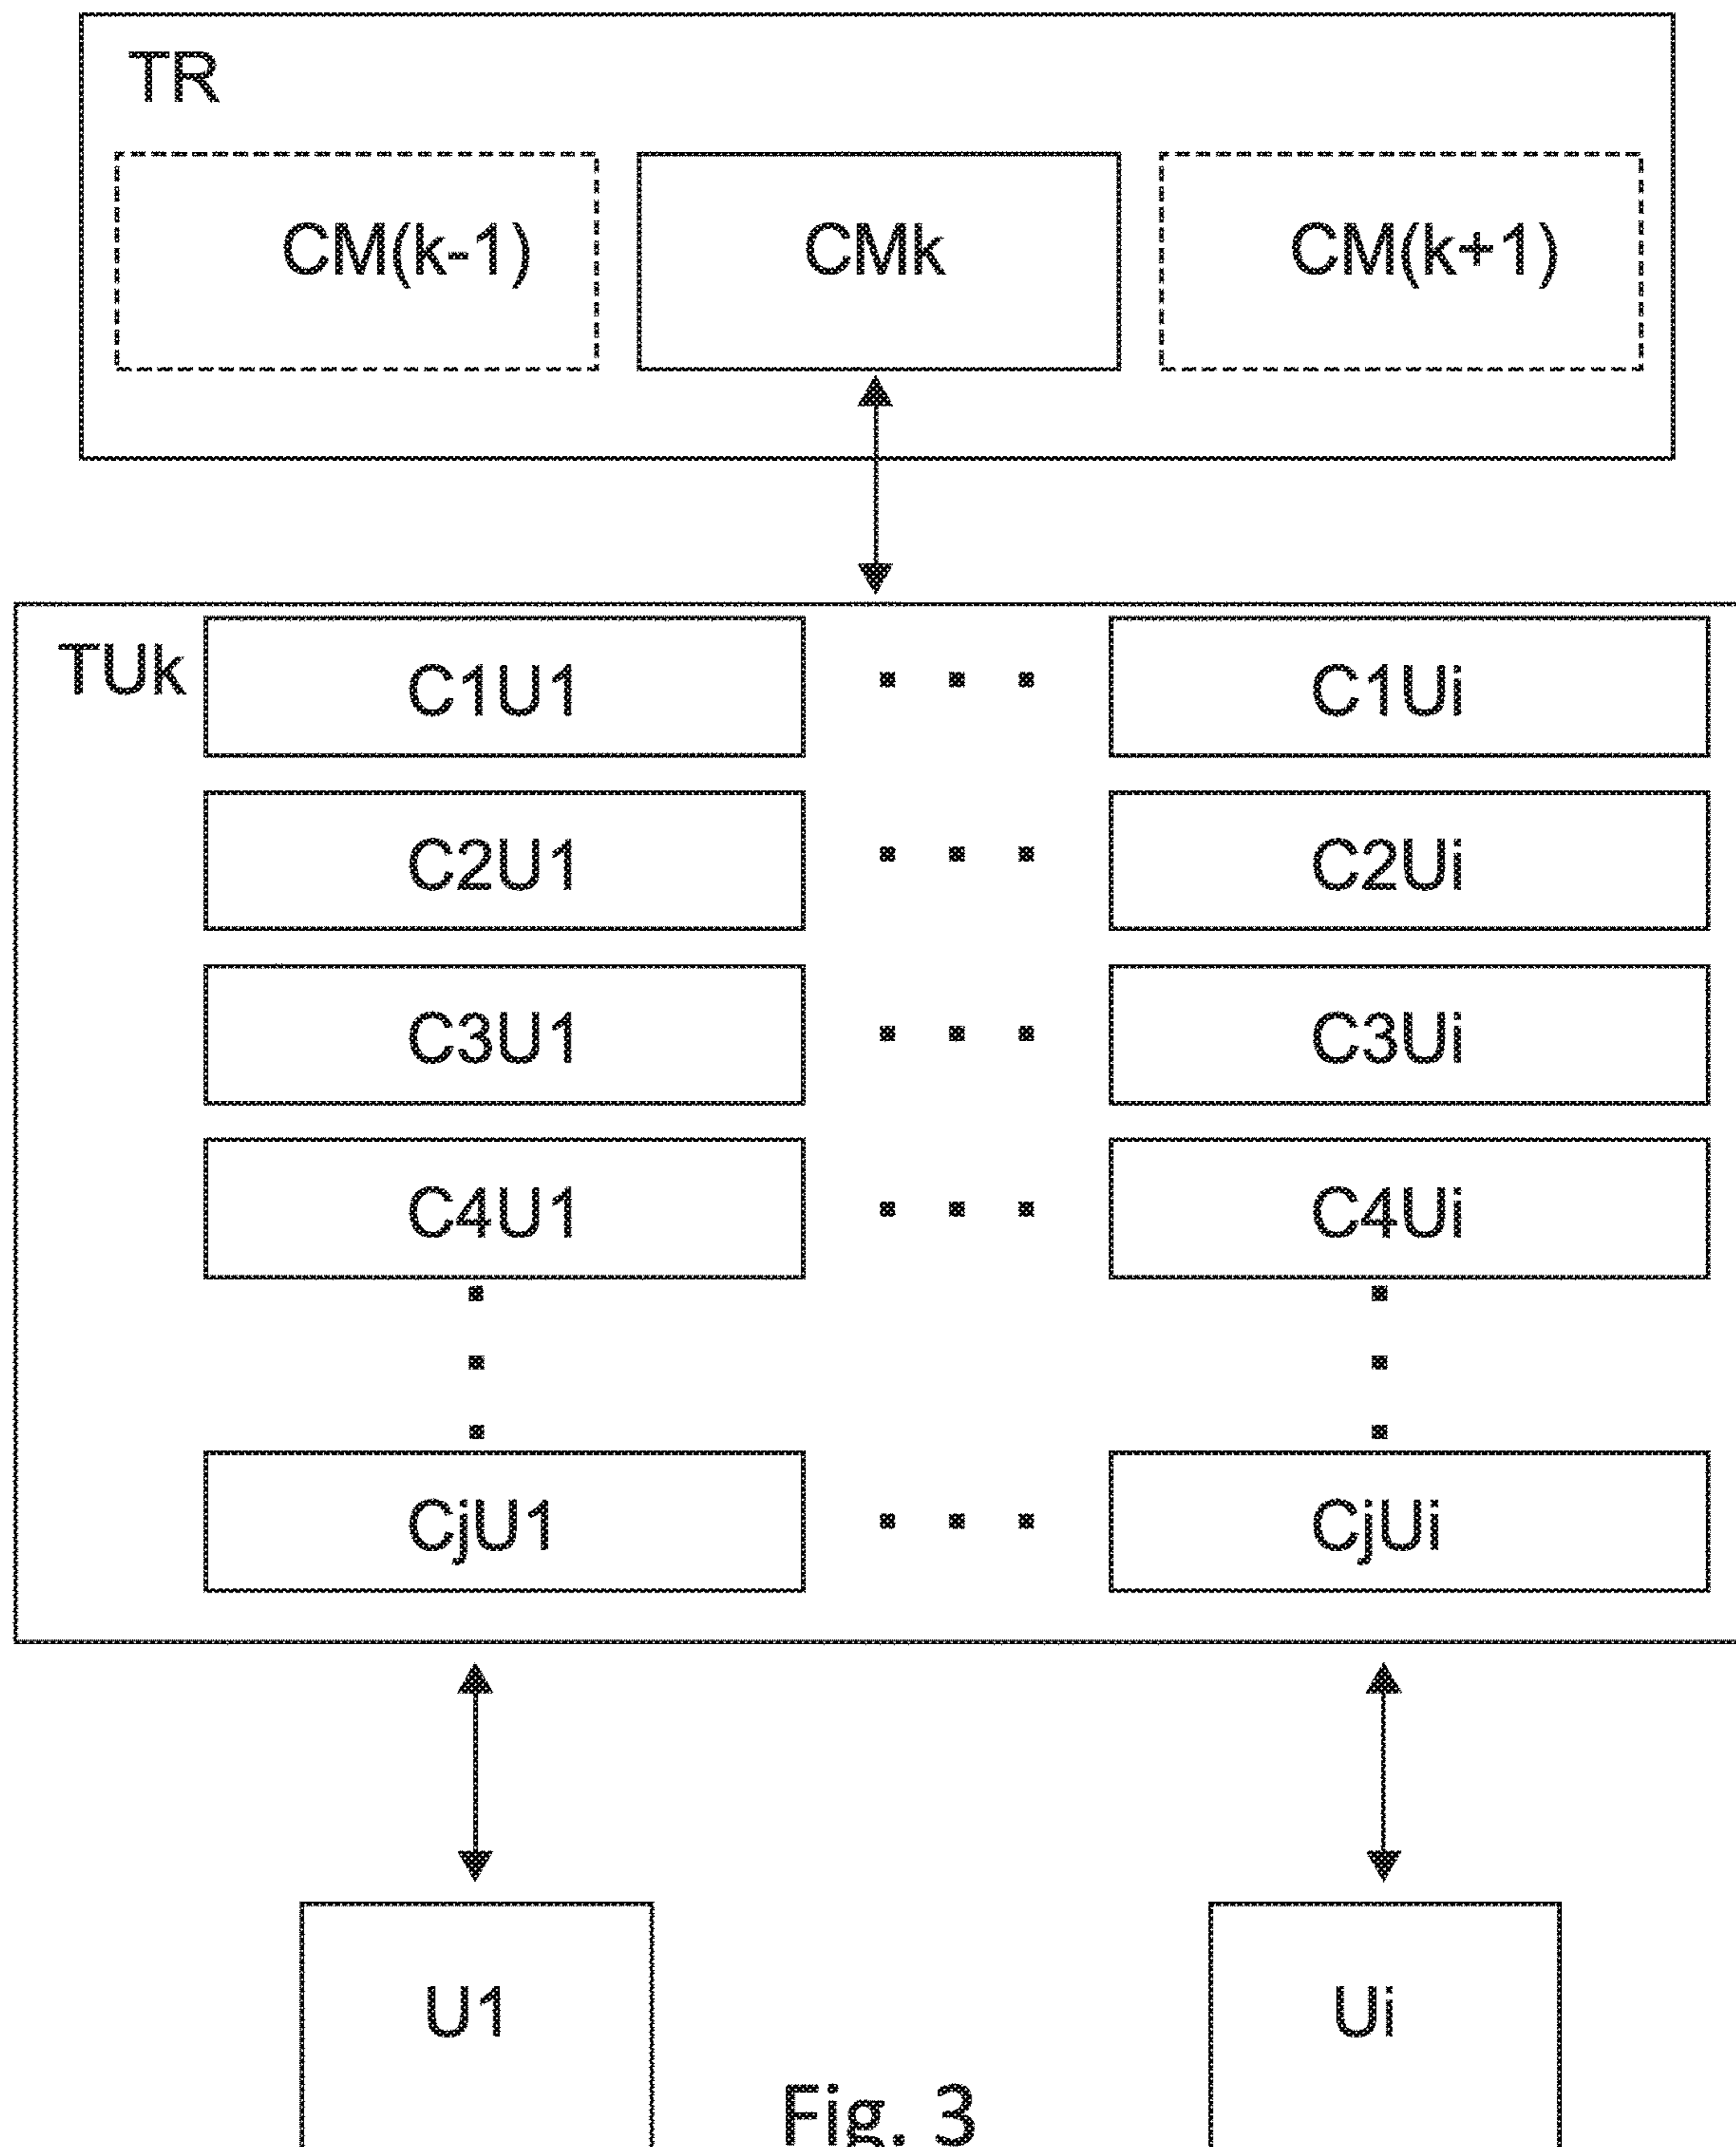 TR
CM(k-1) CMk CM(k+1)
TUk
C1U1 C1Ui
C2U1 C2Ui
C3U1 C3Ui
C4U1 C4Ui
CjU1 CjUi
U1 Ui
Fig. 3